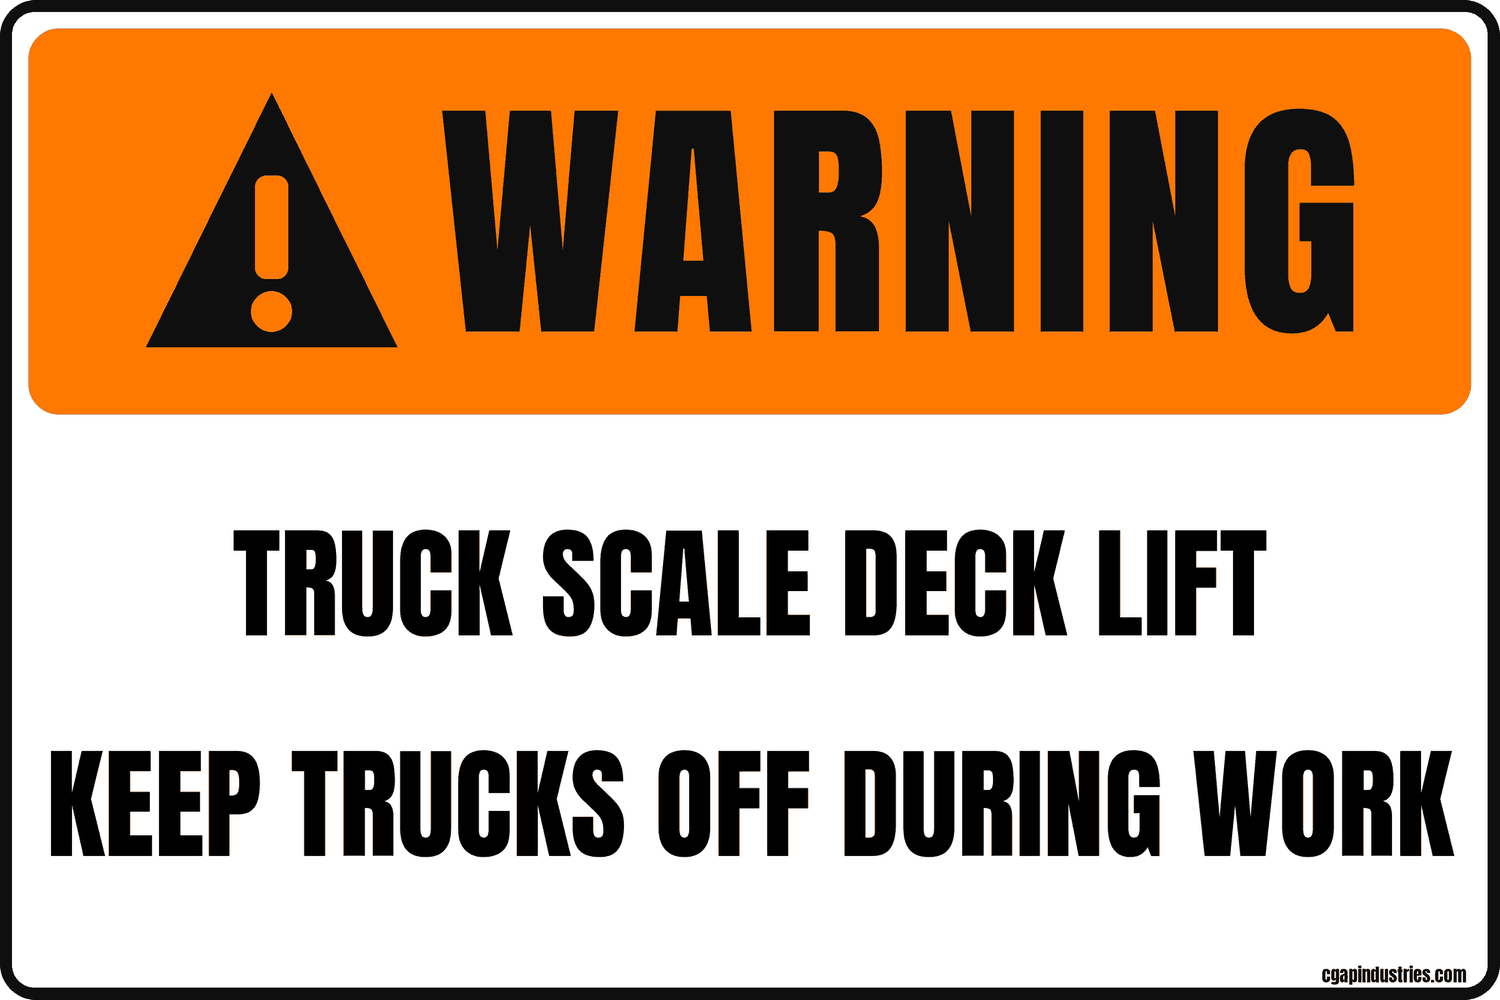 WARNING
TRUCK SCALE DECK LIFT
KEEP TRUCKS OFF DURING WORK
cgapindustries.com